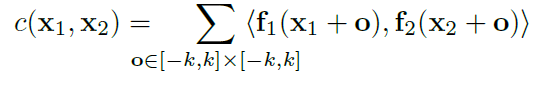 c(x₁, x₂) = ∑ ⟨f₁(x₁ + o), f₂(x₂ + o)⟩
o∈[−k,k]×[−k,k]